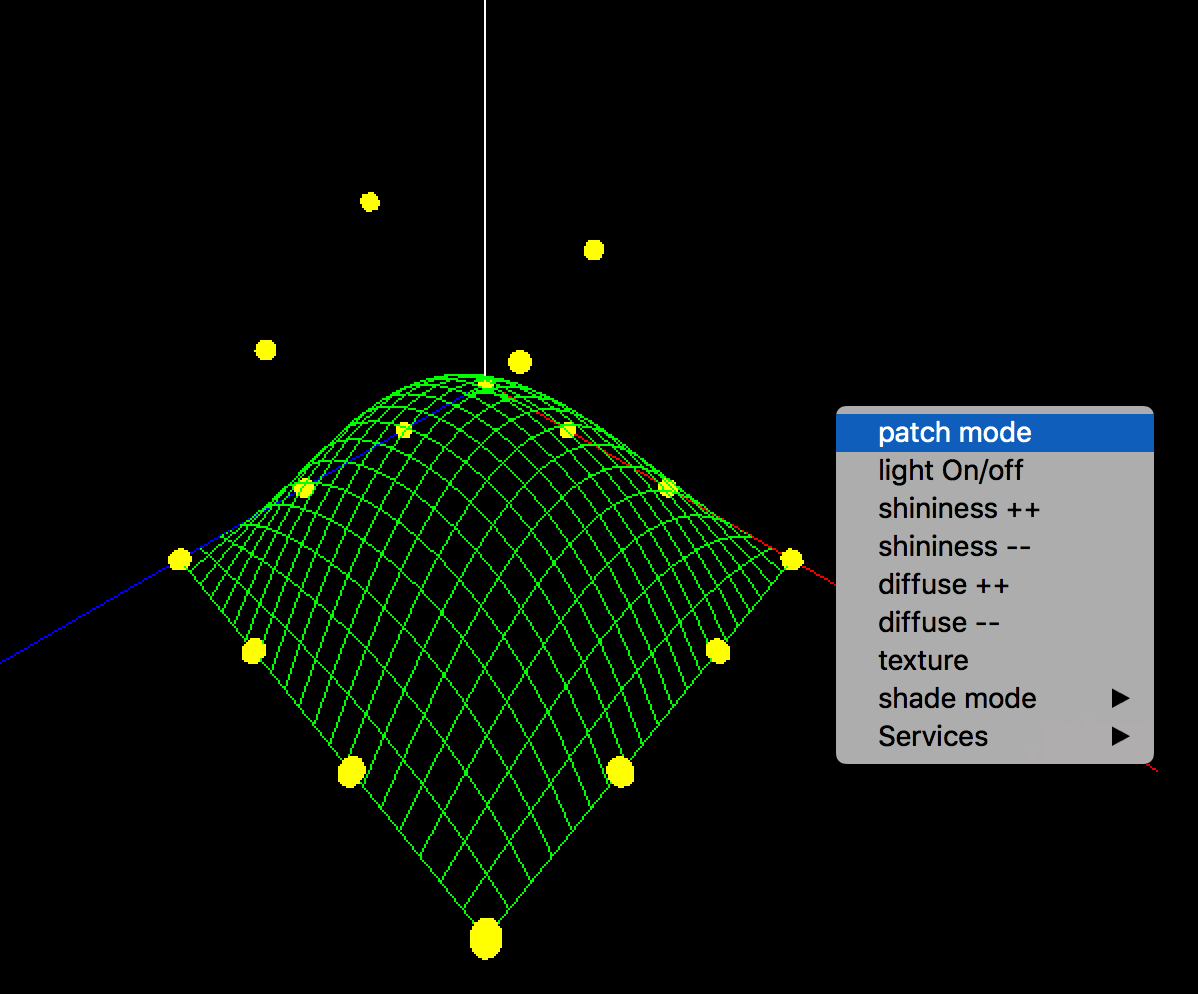 patch mode
light On/off
shininess ++
shininess --
diffuse ++
diffuse --
texture
shade mode
Services